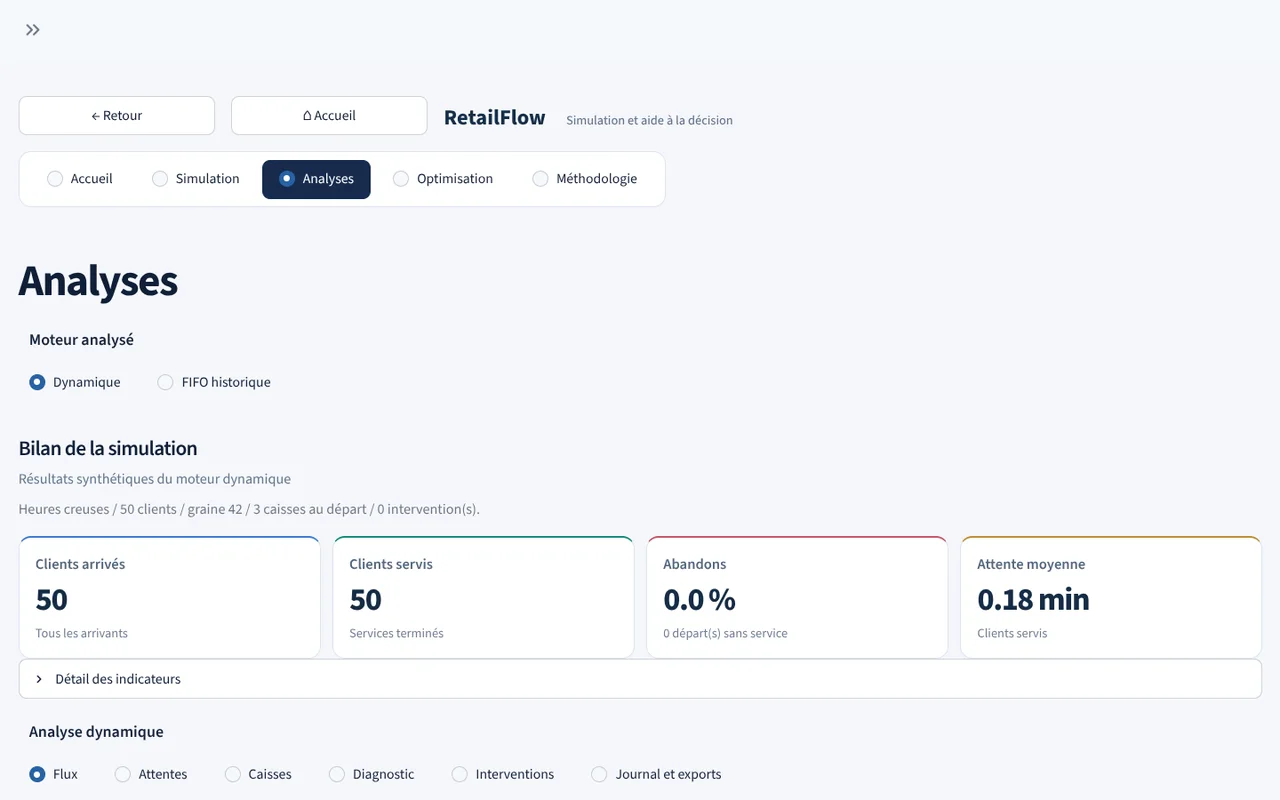 ← Retour
⌂ Accueil
RetailFlow
Simulation et aide à la décision
Accueil
Simulation
Analyses
Optimisation
Méthodologie
Analyses
Moteur analysé
Dynamique
FIFO historique
Bilan de la simulation
Résultats synthétiques du moteur dynamique
Heures creuses / 50 clients / graine 42 / 3 caisses au départ / 0 intervention(s).
Clients arrivés
50
Tous les arrivants
Clients servis
50
Services terminés
Abandons
0.0 %
0 départ(s) sans service
Attente moyenne
0.18 min
Clients servis
Détail des indicateurs
Analyse dynamique
Flux
Attentes
Caisses
Diagnostic
Interventions
Journal et exports